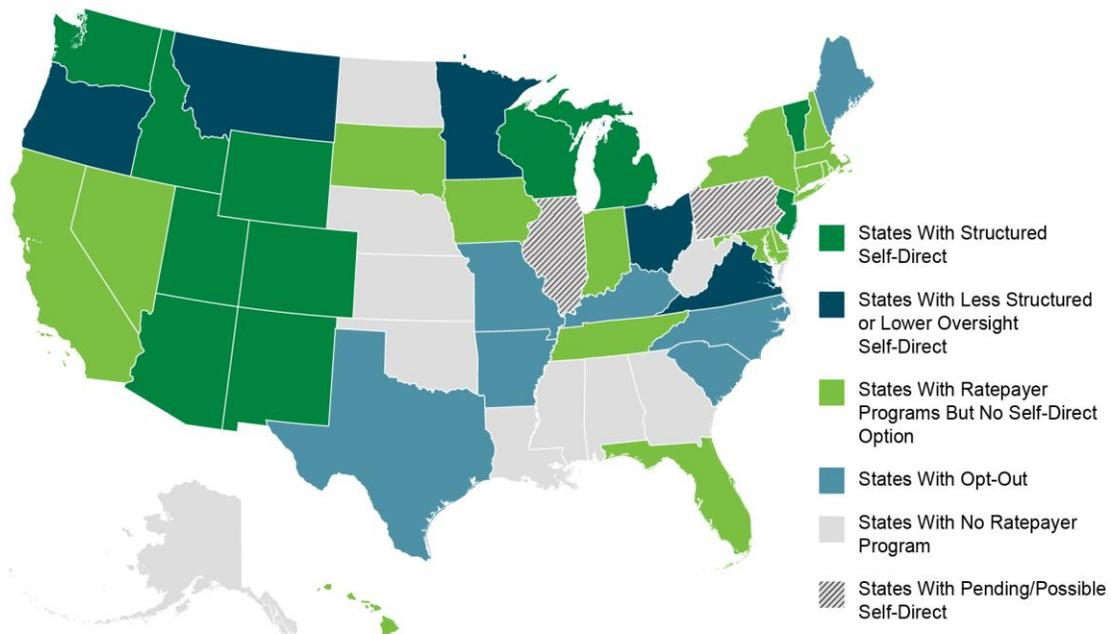 States With Structured
Self-Direct
States With Less Structured
or Lower Oversight
Self-Direct
States With Ratepayer
Programs But No Self-Direct
Option
States With Opt-Out
States With No Ratepayer
Program
States With Pending/Possible
Self-Direct